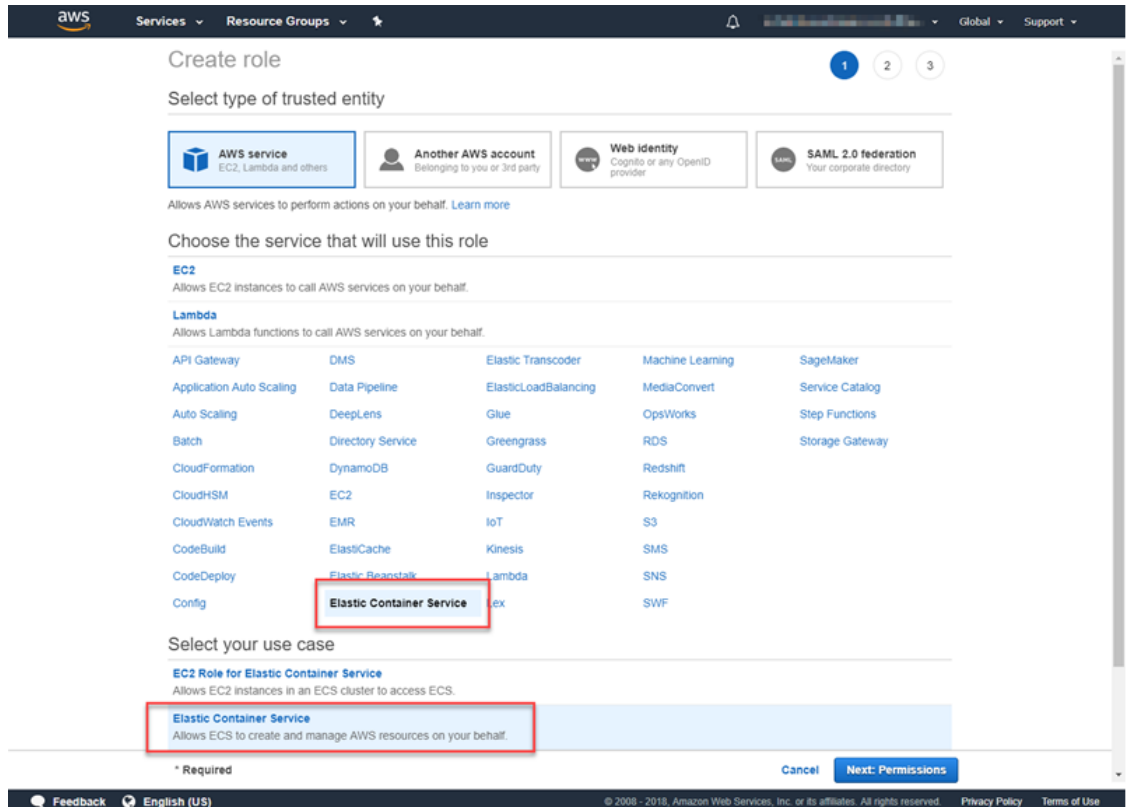 aws Services Resource Groups Global Support
Create role 1 2 3
Select type of trusted entity
AWS service
EC2, Lambda and others
Another AWS account
Belonging to you or 3rd party
www
Web identity
Cognito or any OpenID
provider
SAML
SAML 2.0 federation
Your corporate directory
Allows AWS services to perform actions on your behalf. Learn more
Choose the service that will use this role
EC2
Allows EC2 instances to call AWS services on your behalf.
Lambda
Allows Lambda functions to call AWS services on your behalf.
API Gateway DMS Elastic Transcoder Machine Learning SageMaker
Application Auto Scaling Data Pipeline ElasticLoadBalancing MediaConvert Service Catalog
Auto Scaling DeepLens Glue OpsWorks Step Functions
Batch Directory Service Greengrass RDS Storage Gateway
CloudFormation DynamoDB GuardDuty Redshift
CloudHSM EC2 Inspector Rekognition
CloudWatch Events EMR IoT S3
CodeBuild ElastiCache Kinesis SMS
CodeDeploy Elastic Beanstalk Lambda SNS
Config Elastic Container Service Lex SWF
Select your use case
EC2 Role for Elastic Container Service
Allows EC2 instances in an ECS cluster to access ECS.
Elastic Container Service
Allows ECS to create and manage AWS resources on your behalf.
* Required Cancel Next: Permissions
Feedback English (US) © 2008 - 2018, Amazon Web Services, Inc. or its affiliates. All rights reserved. Privacy Policy Terms of Use